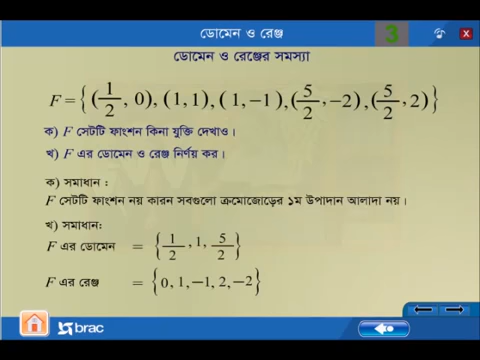 ডোমেন ও রেঞ্জ
3
ডোমেন ও রেঞ্জের সমস্যা
F = { (1/2, 0), (1, 1), (1, −1), (5/2, −2), (5/2, 2)}
ক) F সেটটি ফাংশন কিনা যুক্তি দেখাও।
খ) F এর ডোমেন ও রেঞ্জ নির্ণয় কর।
ক) সমাধান :
F সেটটি ফাংশন নয় কারন সবগুলো ক্রমোজোড়ের ১ম উপাদান আলাদা নয়।
খ) সমাধান:
F এর ডোমেন = {1/2, 1, 5/2}
F এর রেঞ্জ = {0, 1, −1, 2, −2}
brac